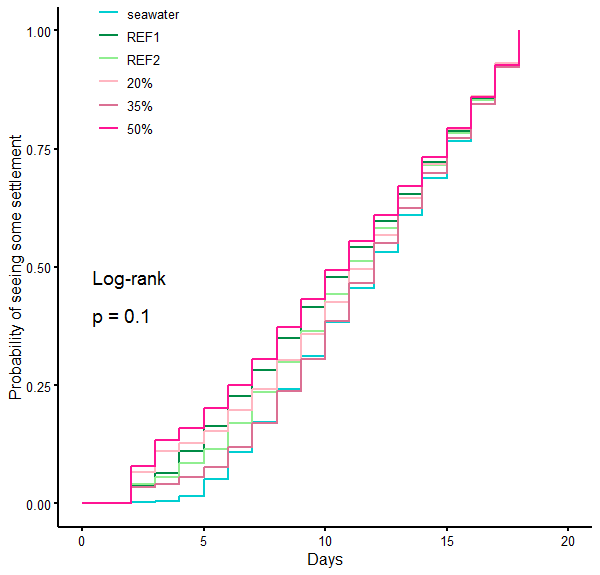 seawater
REF1
REF2
20%
35%
50%
Log-rank
p = 0.1
Probability of seeing some settlement
1.00
0.75
0.50
0.25
0.00
0
5
10
15
20
Days